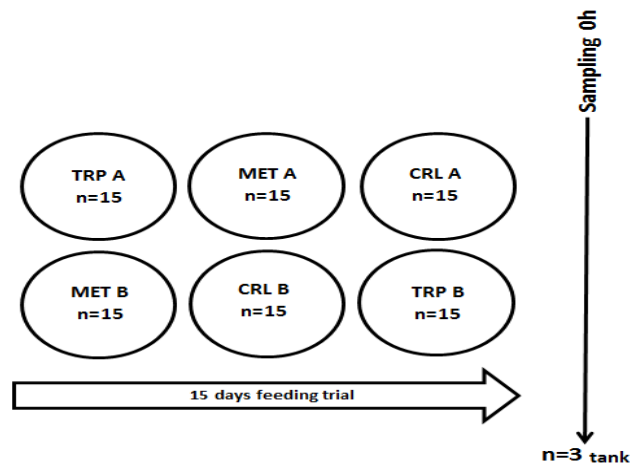 Sampling 0h
TRP A
n=15
MET A
n=15
CRL A
n=15
MET B
n=15
CRL B
n=15
TRP B
n=15
15 days feeding trial
n=3 tank